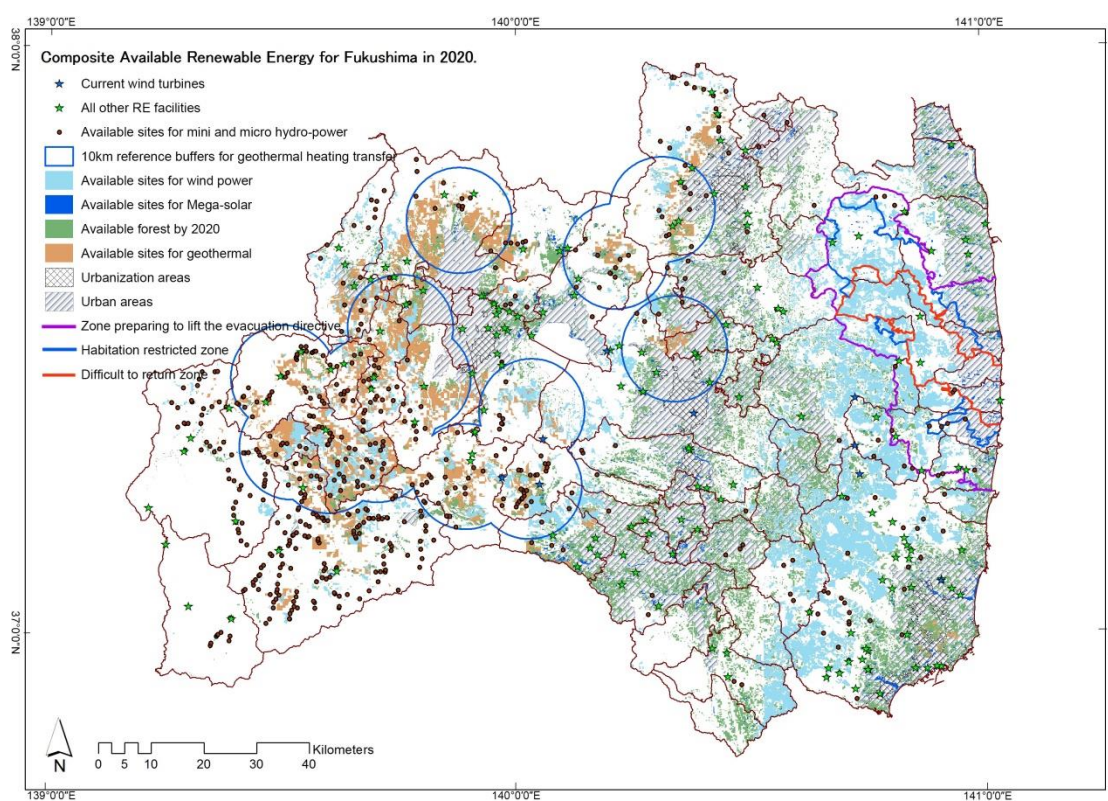 139°0'0"E
140°0'0"E
141°0'0"E
38°0'0"N
Composite Available Renewable Energy for Fukushima in 2020.
Current wind turbines
All other RE facilities
Available sites for mini and micro hydro-power
10km reference buffers for geothermal heating transfer
Available sites for wind power
Available sites for Mega-solar
Available forest by 2020
Available sites for geothermal
Urbanization areas
Urban areas
Zone preparing to lift the evacuation directive
Habitation restricted zone
Difficult to return zone
37°0'0"N
37°0'0"N
N
Kilometers
0 5 10 20 30 40
139°0'0"E
140°0'0"E
141°0'0"E